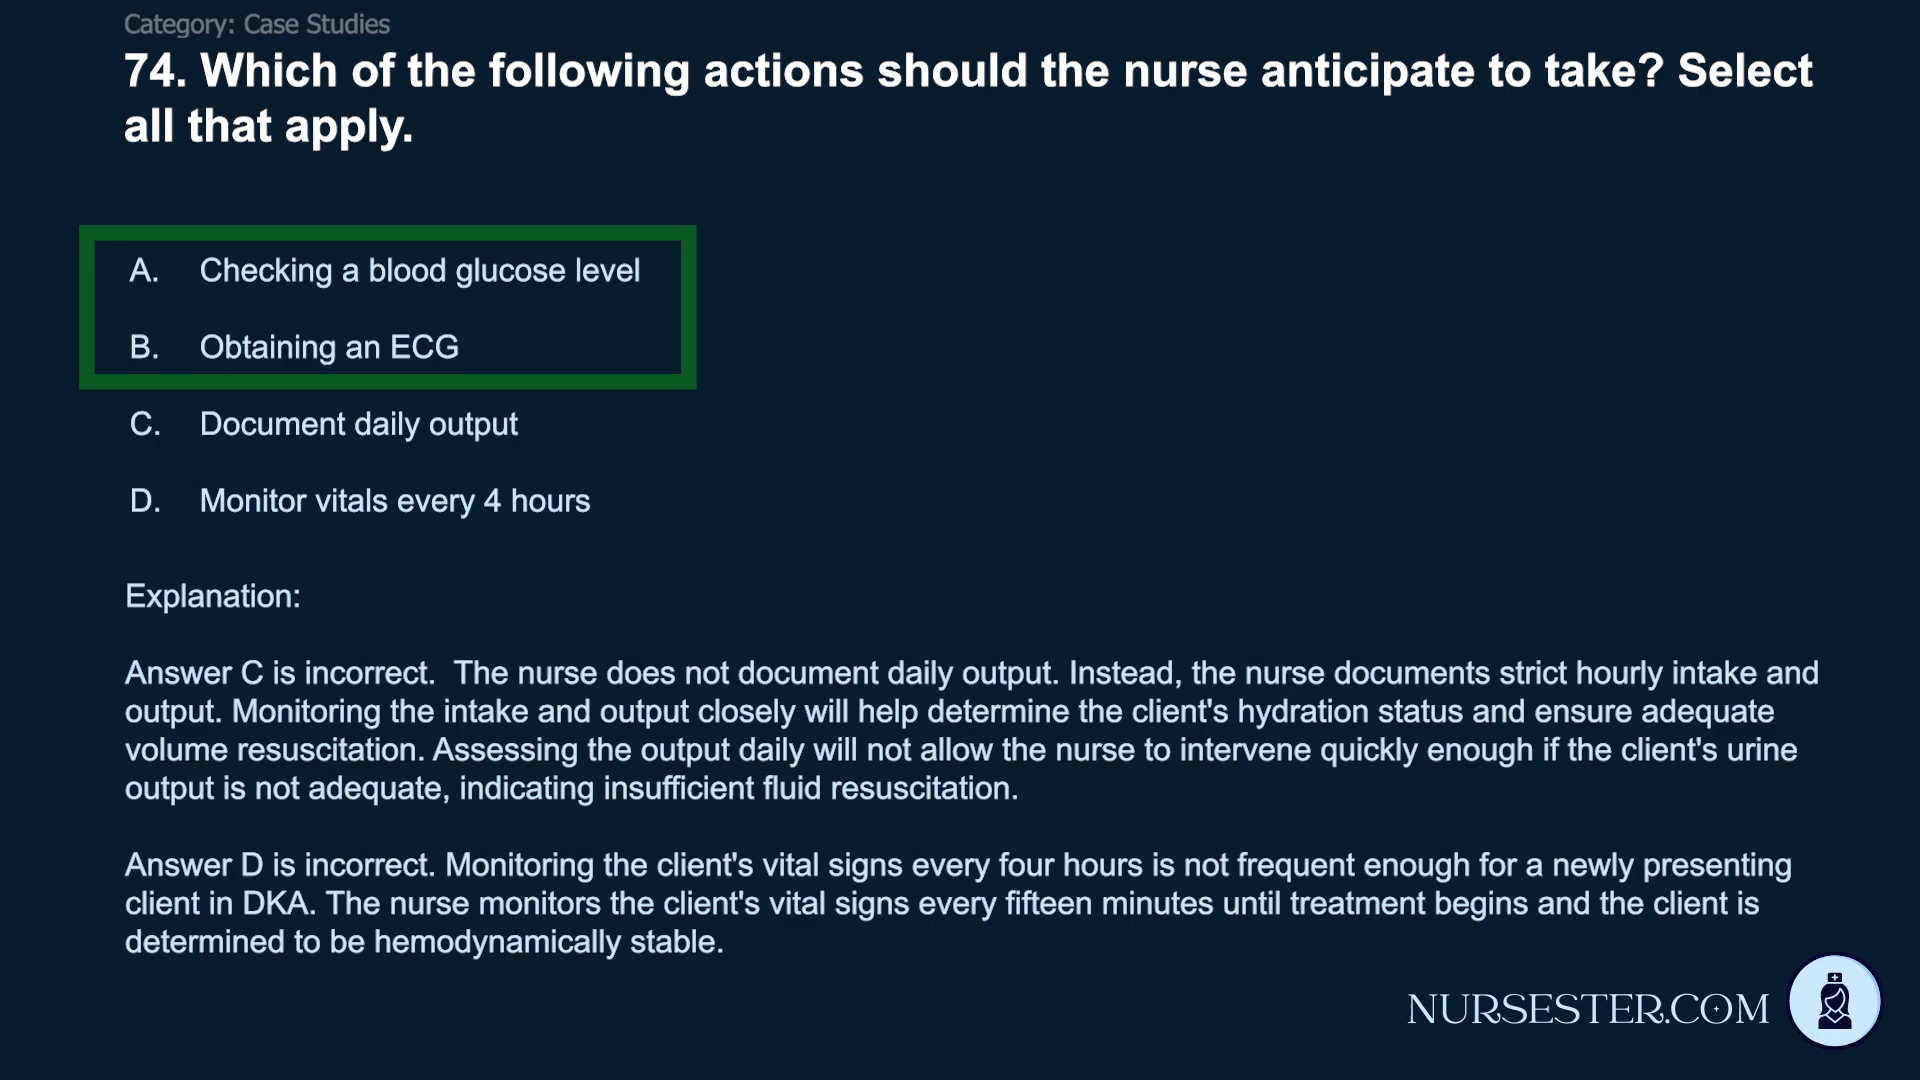 Category: Case Studies
74. Which of the following actions should the nurse anticipate to take? Select
all that apply.
A. Checking a blood glucose level
B. Obtaining an ECG
C. Document daily output
D. Monitor vitals every 4 hours
Explanation:
Answer C is incorrect.  The nurse does not document daily output. Instead, the nurse documents strict hourly intake and
output. Monitoring the intake and output closely will help determine the client's hydration status and ensure adequate
volume resuscitation. Assessing the output daily will not allow the nurse to intervene quickly enough if the client's urine
output is not adequate, indicating insufficient fluid resuscitation.
Answer D is incorrect. Monitoring the client's vital signs every four hours is not frequent enough for a newly presenting
client in DKA. The nurse monitors the client's vital signs every fifteen minutes until treatment begins and the client is
determined to be hemodynamically stable.
NURSESTER.COM